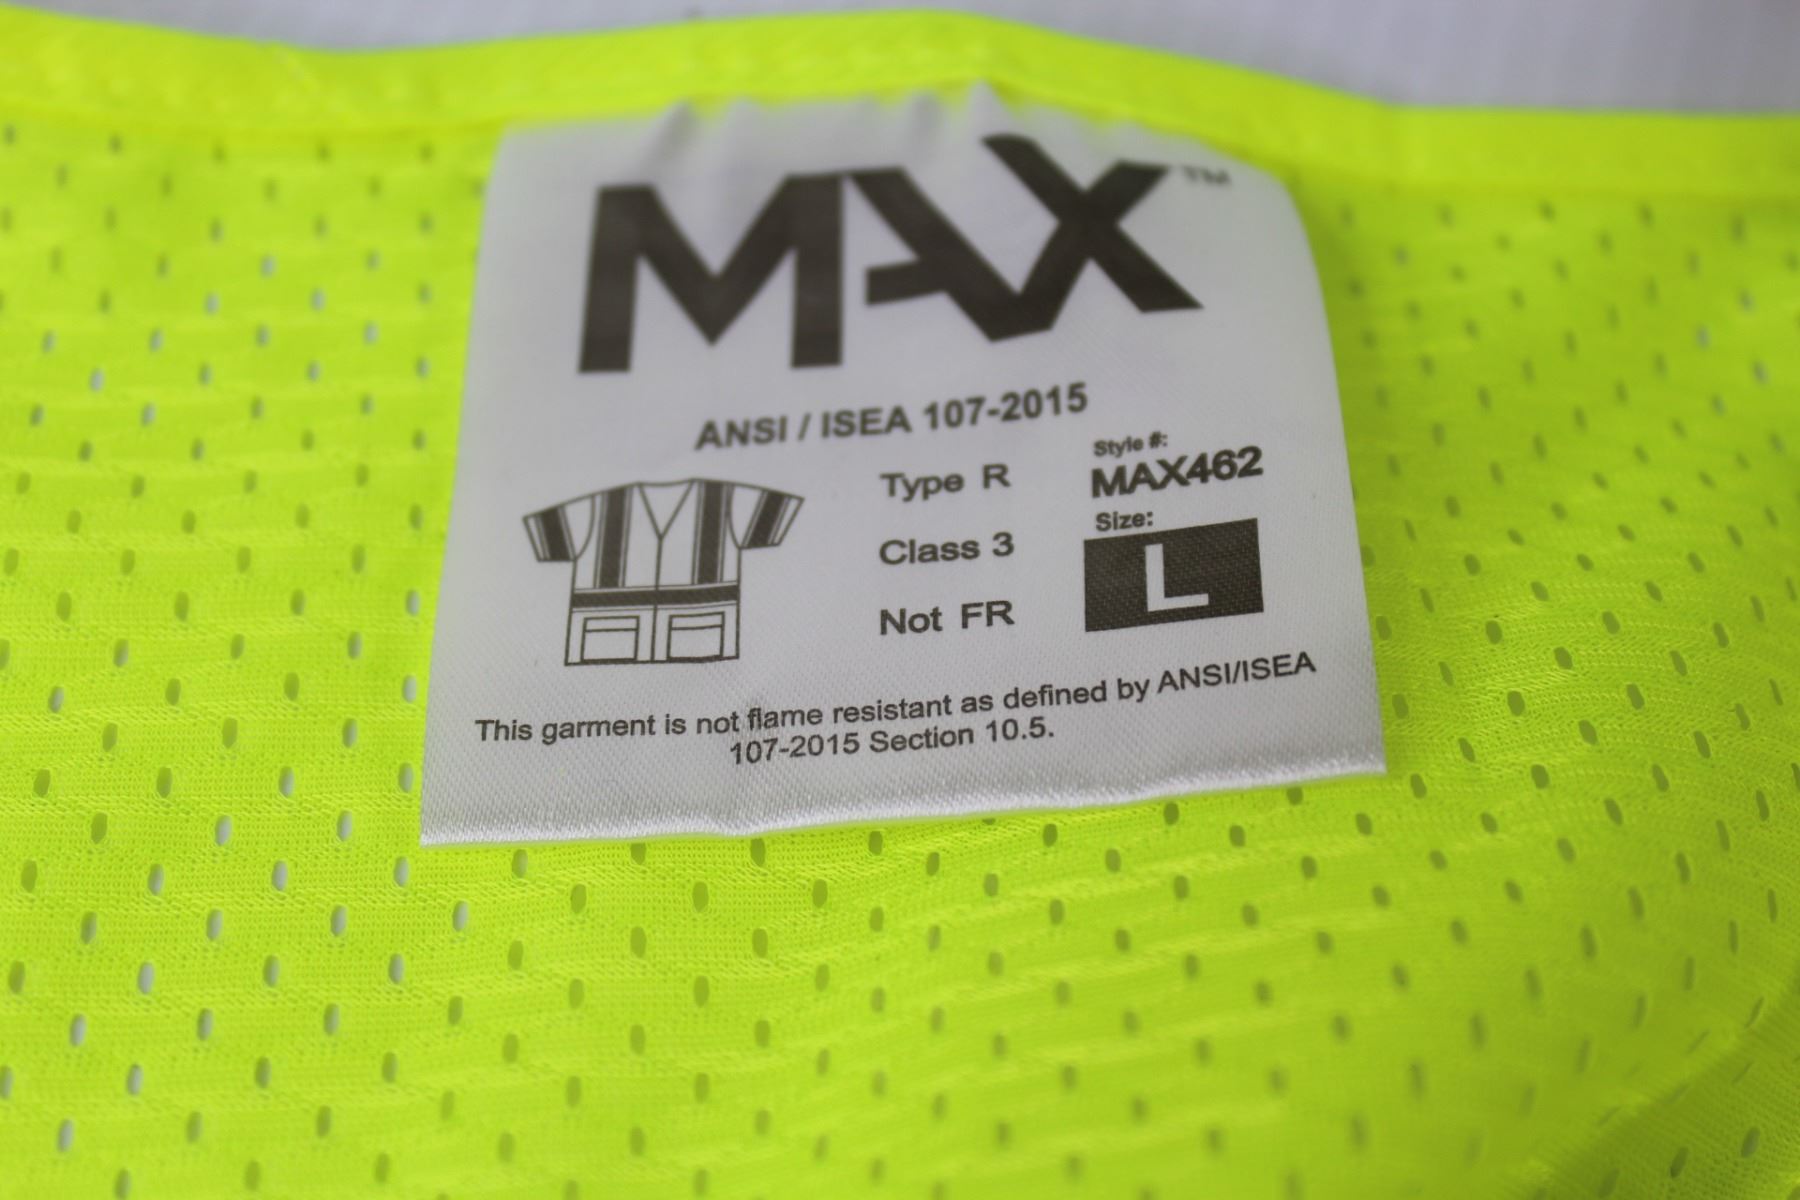 MAX™
ANSI / ISEA 107-2015
Type R
Class 3
Not FR
Style #:
MAX462
Size:
L
This garment is not flame resistant as defined by ANSI/ISEA
107-2015 Section 10.5.